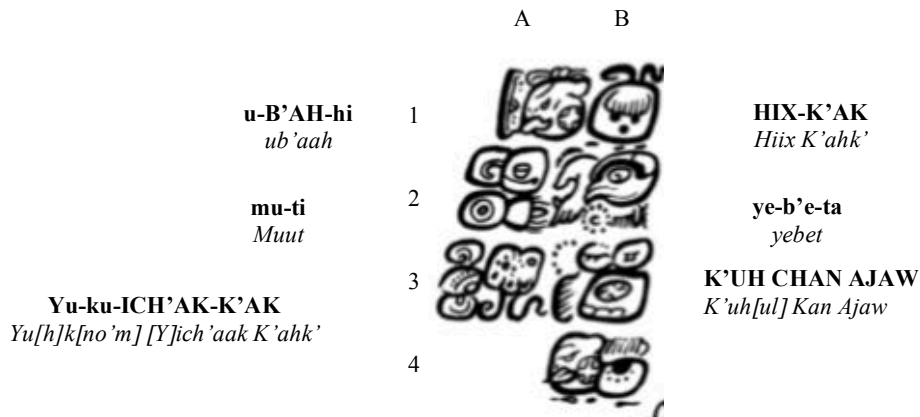 A B
u-B’AH-hi 1 HIX-K’AK
ub’aah Hiix K’ahk’
mu-ti 2 ye-b’e-ta
Muut yebet
Yu-ku-ICH’AK-K’AK 3 K’UH CHAN AJAW
Yu[h]k[no’m] [Y]ich’aak K’ahk’ K’uh[ul] Kan Ajaw
4